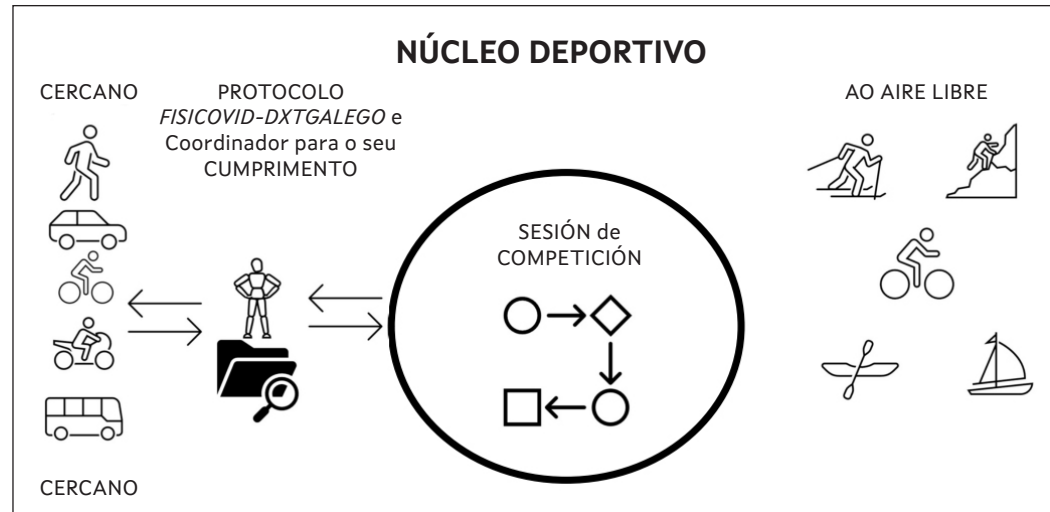 NÚCLEO DEPORTIVO
CERCANO
PROTOCOLO
FISICOVID-DXTGALEGO e
Coordinador para o seu
CUMPRIMENTO
AO AIRE LIBRE
SESIÓN de
COMPETICIÓN
CERCANO